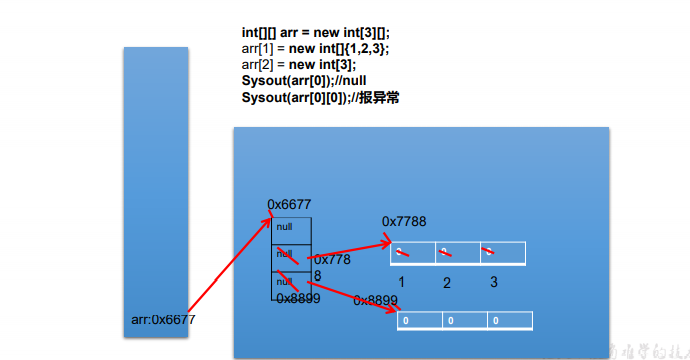 int[][] arr = new int[3][];
arr[1] = new int[]{1,2,3};
arr[2] = new int[3];
Sysout(arr[0]);//null
Sysout(arr[0][0]);//报异常
0x6677
null
null
0x778
8
null
0x8899
0x7788
0 0 0
1 2 3
0x8899
0 0 0
arr:0x6677